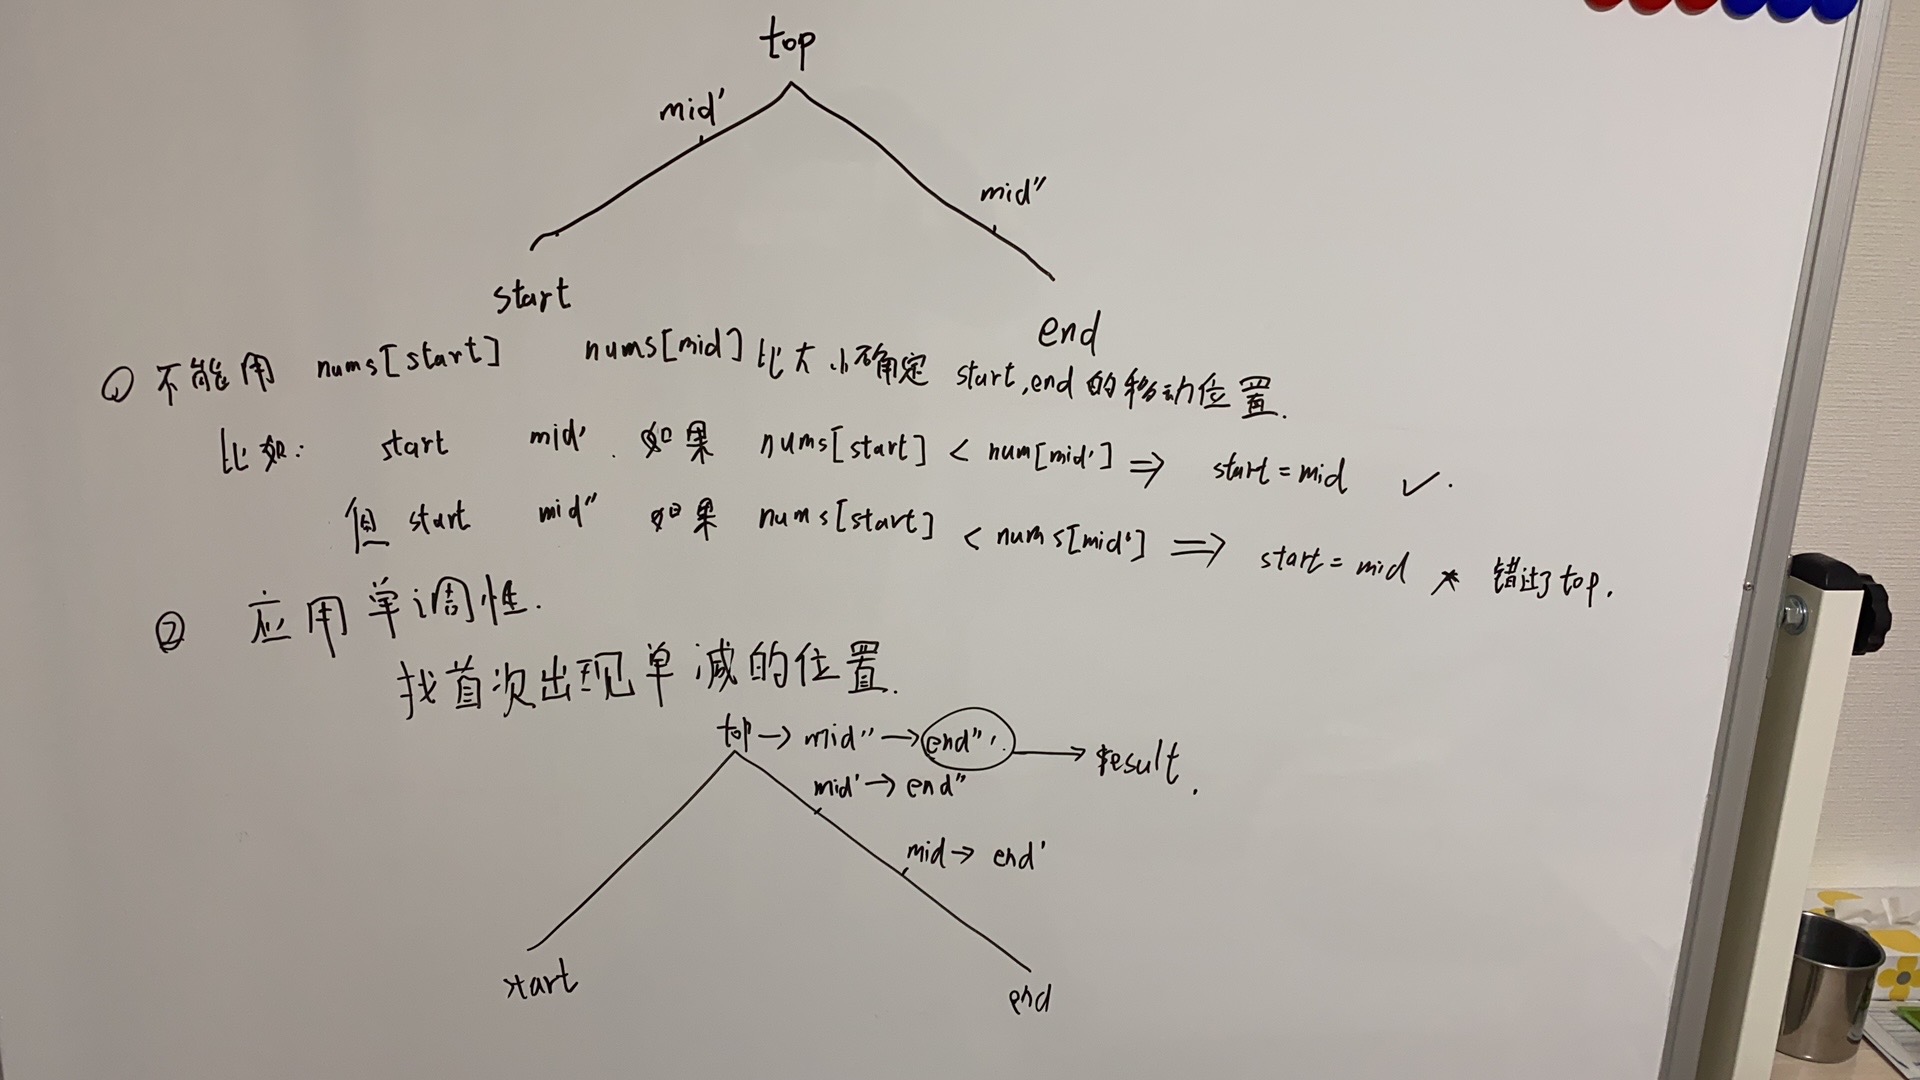 top
mid'
mid"
start
end
① 不能用 nums[start] nums[mid] 比大小确定 start,end 的移动位置.
比如: start mid'. 如果 nums[start] < num[mid'] ⇒ start = mid ✓.
但 start mid" 如果 nums[start] < nums[mid'] ⇒ start = mid × 错过了top.
② 应用单调性.
找首次出现单减的位置.
top → mid" → end"'. → result.
mid' → end"
mid → end'
start
end